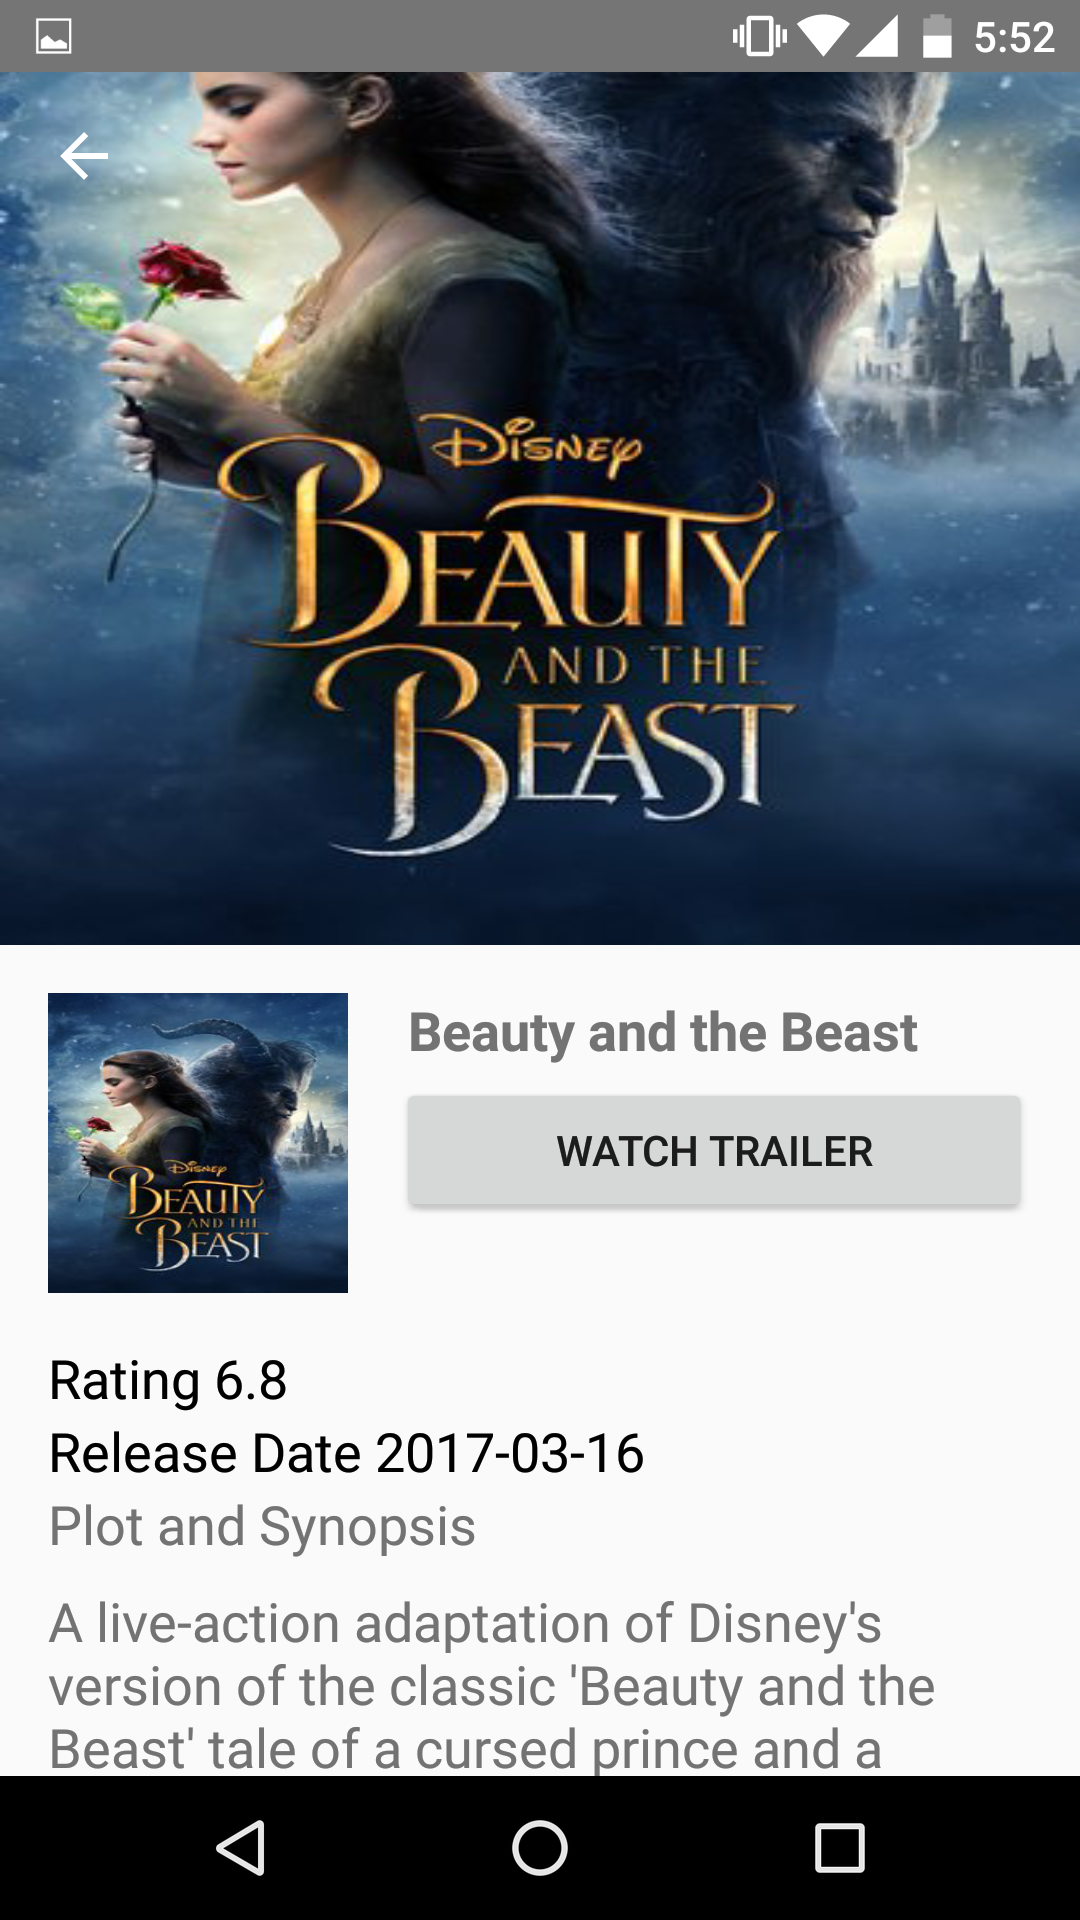 5:52
Disney
Beauty
and the
Beast
Beauty and the Beast
WATCH TRAILER
Disney
Beauty
and the
Beast
Rating 6.8
Release Date 2017-03-16
Plot and Synopsis
A live-action adaptation of Disney's
version of the classic 'Beauty and the
Beast' tale of a cursed prince and a